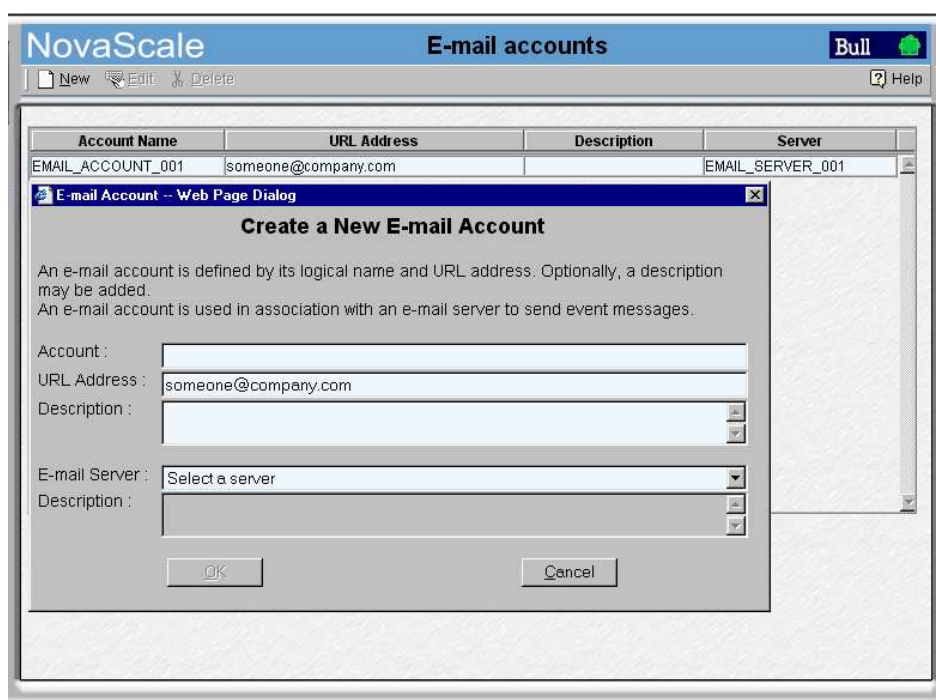 NovaScale E-mail accounts Bull
New Edit Delete Help
Account Name URL Address Description Server
EMAIL_ACCOUNT_001 someone@company.com EMAIL_SERVER_001
E-mail Account -- Web Page Dialog
Create a New E-mail Account
An e-mail account is defined by its logical name and URL address. Optionally, a description
may be added.
An e-mail account is used in association with an e-mail server to send event messages.
Account :
URL Address : someone@company.com
Description :
E-mail Server : Select a server
Description :
OK Cancel